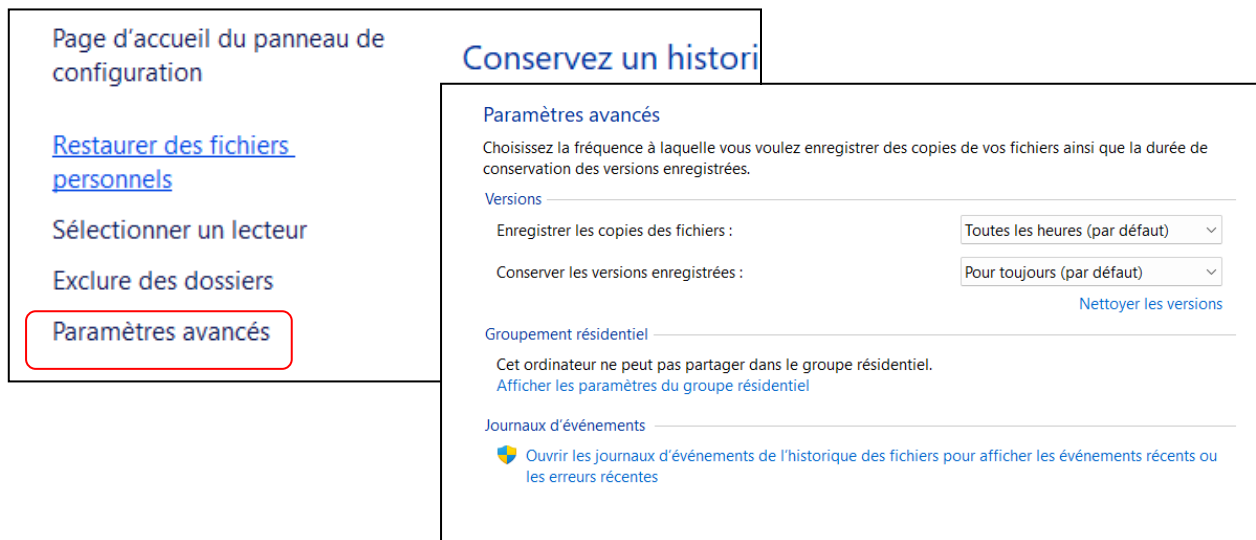 Page d’accueil du panneau de
configuration
Restaurer des fichiers
personnels
Sélectionner un lecteur
Exclure des dossiers
Paramètres avancés
Conservez un histori
Paramètres avancés
Choisissez la fréquence à laquelle vous voulez enregistrer des copies de vos fichiers ainsi que la durée de
conservation des versions enregistrées.
Versions
Enregistrer les copies des fichiers :
Toutes les heures (par défaut)
Conserver les versions enregistrées :
Pour toujours (par défaut)
Nettoyer les versions
Groupement résidentiel
Cet ordinateur ne peut pas partager dans le groupe résidentiel.
Afficher les paramètres du groupe résidentiel
Journaux d’événements
Ouvrir les journaux d’événements de l’historique des fichiers pour afficher les événements récents ou
les erreurs récentes